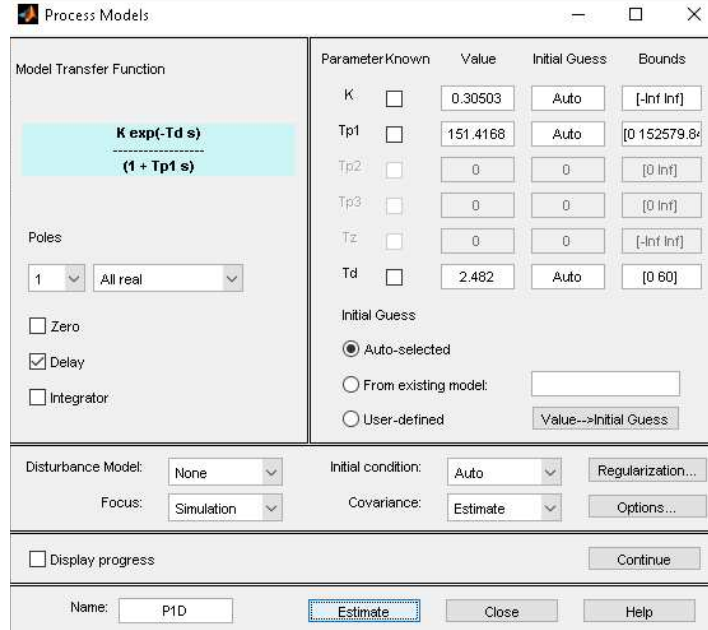 Process Models
Model Transfer Function
K exp(-Td s)
------------------
(1 + Tp1 s)
Poles
1 All real
Zero
Delay
Integrator
Parameter Known Value Initial Guess Bounds
K 0.30503 Auto [-Inf Inf]
Tp1 151.4168 Auto [0 152579.84
Tp2 0 0 [0 Inf]
Tp3 0 0 [0 Inf]
Tz 0 0 [-Inf Inf]
Td 2.482 Auto [0 60]
Initial Guess
Auto-selected
From existing model:
User-defined Value-->Initial Guess
Disturbance Model: None Initial condition: Auto Regularization...
Focus: Simulation Covariance: Estimate Options...
Display progress Continue
Name: P1D Estimate Close Help